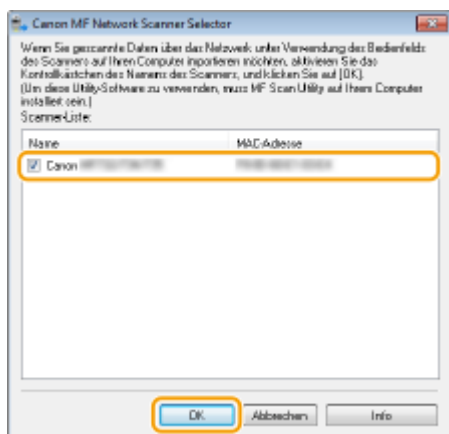 Canon MF Network Scanner Selector
Wenn Sie gescannte Daten über das Netzwerk unter Verwendung des Bedienfelds
des Scanners auf Ihren Computer importieren möchten, aktivieren Sie das
Kontrollkästchen des Namens des Scanners, und klicken Sie auf [OK].
(Um diese Utility-Software zu verwenden, muss MF Scan Utility auf Ihrem Computer
installiert sein.)
Scanner-Liste:
Name MAC-Adresse
Canon
OK Abbrechen Info